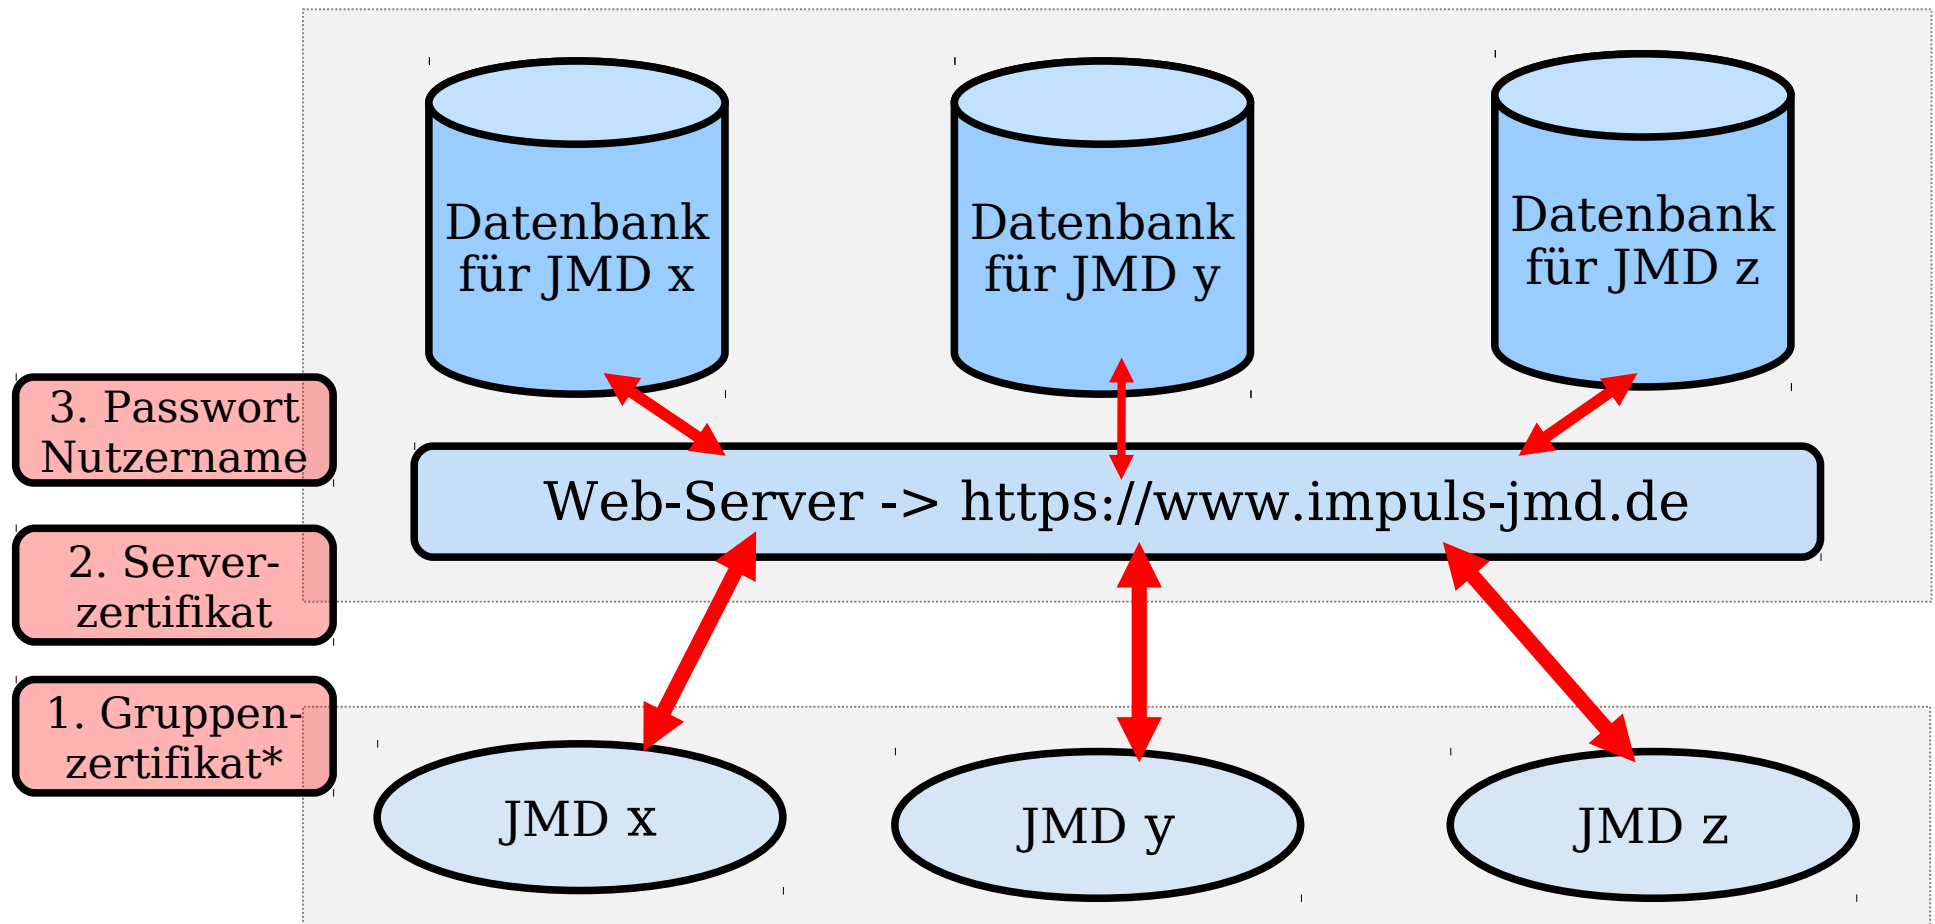 Datenbank
für JMD x
Datenbank
für JMD y
Datenbank
für JMD z
3. Passwort
Nutzername
Web-Server -> https://www.impuls-jmd.de
2. Server-
zertifikat
1. Gruppen-
zertifikat*
JMD x
JMD y
JMD z